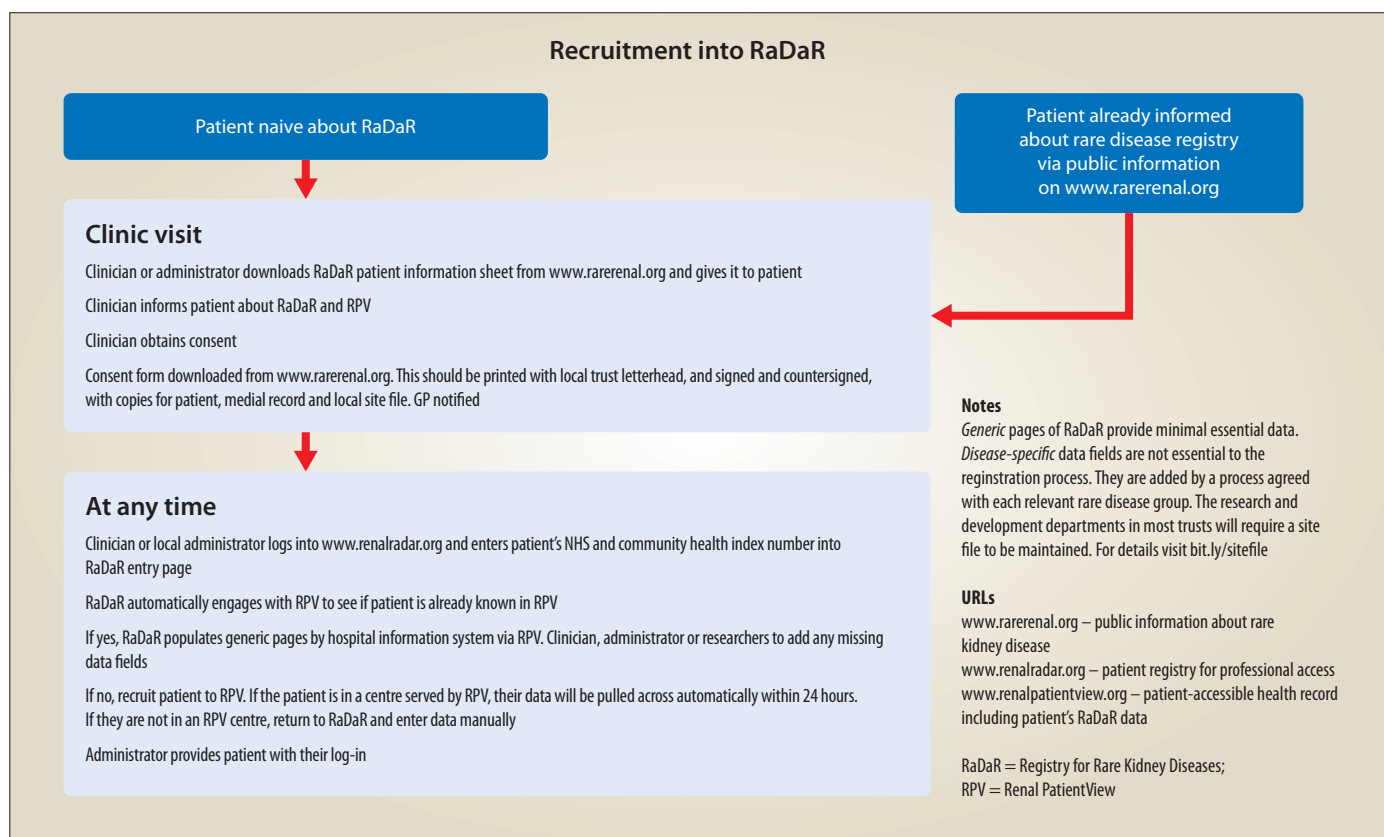 Recruitment into RaDaR
Patient naive about RaDaR
Patient already informed
about rare disease registry
via public information
on www.rarerenal.org
Clinic visit
Clinician or administrator downloads RaDaR patient information sheet from www.rarerenal.org and gives it to patient
Clinician informs patient about RaDaR and RPV
Clinician obtains consent
Consent form downloaded from www.rarerenal.org. This should be printed with local trust letterhead, and signed and countersigned,
with copies for patient, medial record and local site file. GP notified
At any time
Clinician or local administrator logs into www.renalradar.org and enters patient’s NHS and community health index number into
RaDaR entry page
RaDaR automatically engages with RPV to see if patient is already known in RPV
If yes, RaDaR populates generic pages by hospital information system via RPV. Clinician, administrator or researchers to add any missing
data fields
If no, recruit patient to RPV. If the patient is in a centre served by RPV, their data will be pulled across automatically within 24 hours.
If they are not in an RPV centre, return to RaDaR and enter data manually
Administrator provides patient with their log-in
Notes
Generic pages of RaDaR provide minimal essential data.
Disease-specific data fields are not essential to the
reginstration process. They are added by a process agreed
with each relevant rare disease group. The research and
development departments in most trusts will require a site
file to be maintained. For details visit bit.ly/sitefile
URLs
www.rarerenal.org – public information about rare
kidney disease
www.renalradar.org – patient registry for professional access
www.renalpatientview.org – patient-accessible health record
including patient’s RaDaR data
RaDaR = Registry for Rare Kidney Diseases;
RPV = Renal PatientView